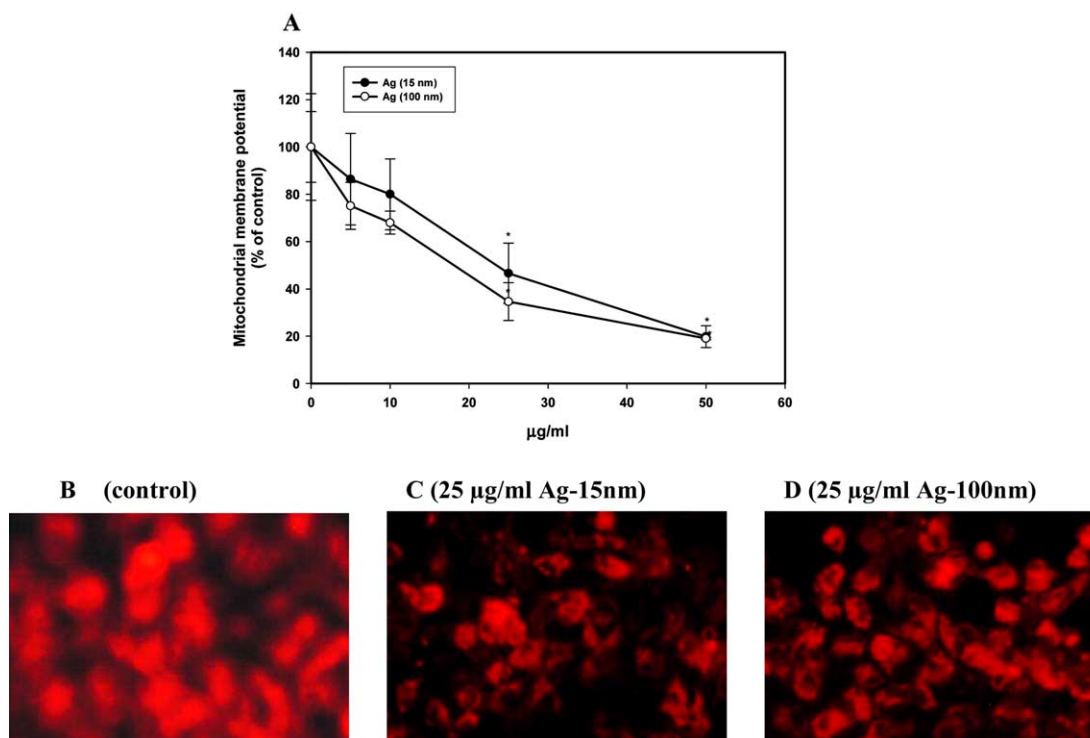 A
140
120
100
80
60
40
20
0
Mitochondrial membrane potential
(% of control)
Ag (15 nm)
Ag (100 nm)
*
*
*
0
10
20
30
40
50
60
µg/ml
B (control)
C (25 µg/ml Ag-15nm)
D (25 µg/ml Ag-100nm)